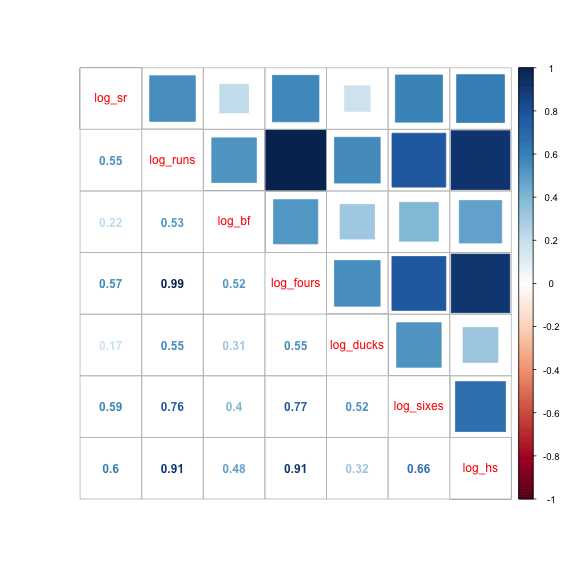 log_sr
0.55 log_runs
0.22 0.53 log_bf
0.57 0.99 0.52 log_fours
0.17 0.55 0.31 0.55 log_ducks
0.59 0.76 0.4 0.77 0.52 log_sixes
0.6 0.91 0.48 0.91 0.32 0.66 log_hs
1
0.8
0.6
0.4
0.2
0
-0.2
-0.4
-0.6
-0.8
-1